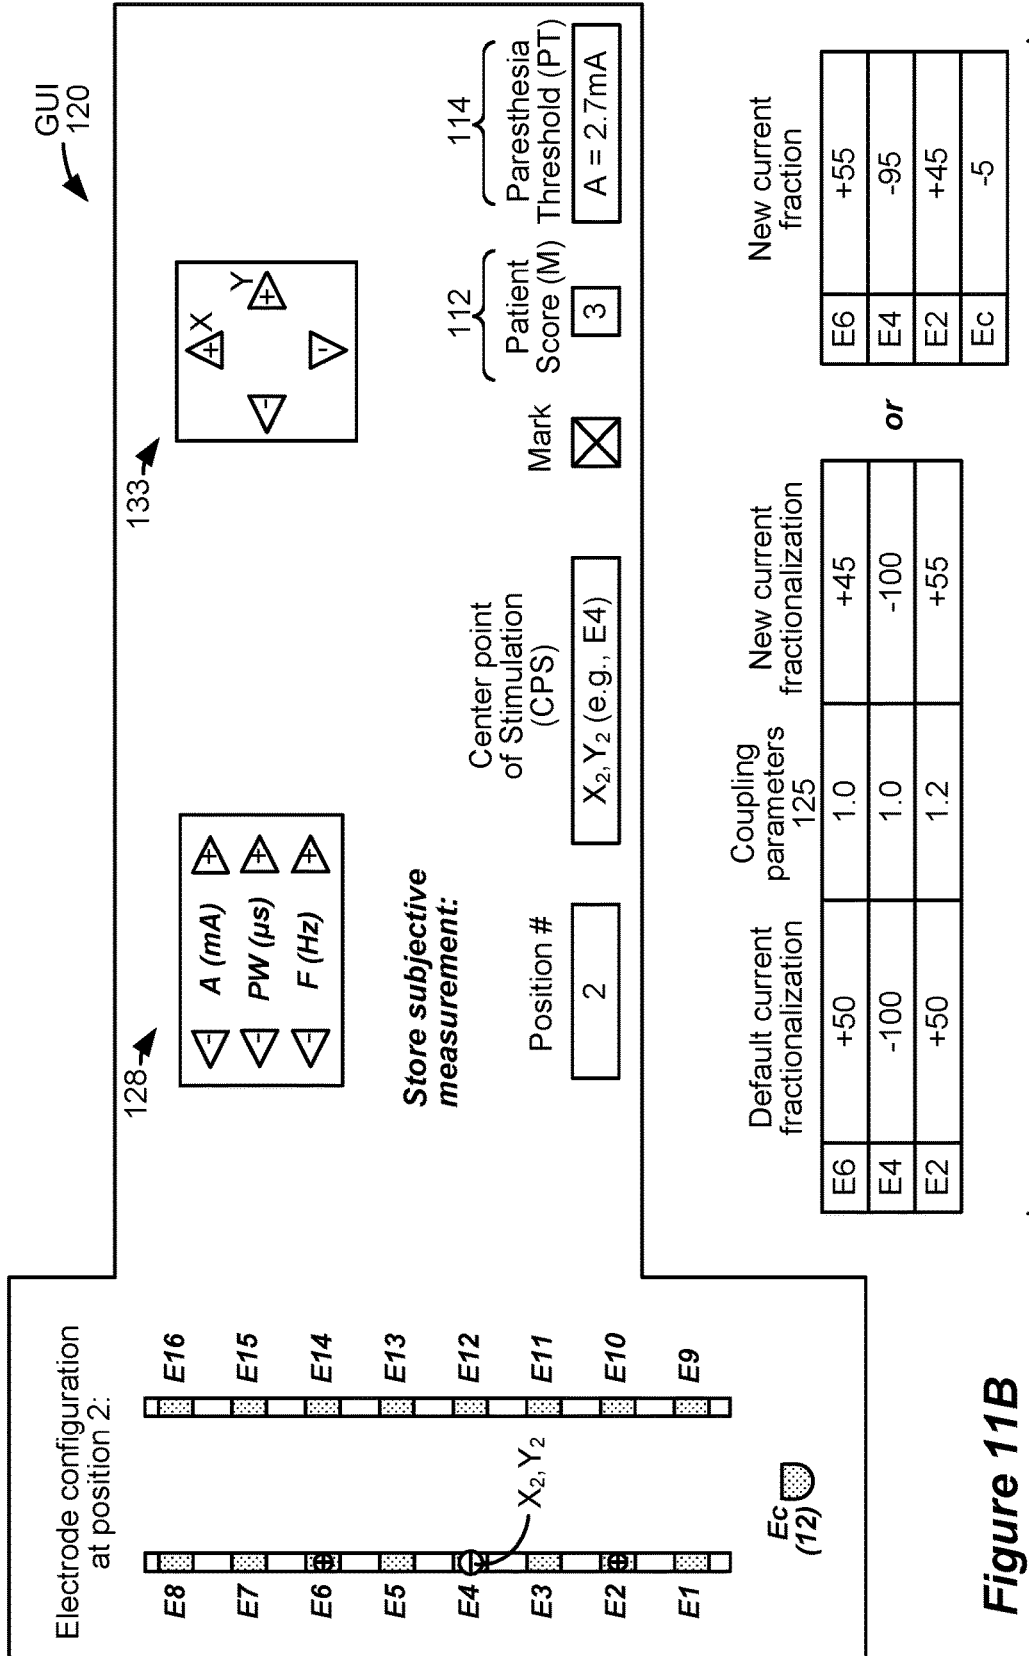 GUI
120
Electrode configuration
at position 2:
E8
E7
E6
E5
E4
E3
E2
E1
E16
E15
E14
E13
E12
E11
E10
E9
X2,Y2
Ec
(12)
128
- A (mA) +
- PW (µs) +
- F (Hz) +
133
+ X
Y
- +
-
Store subjective
measurement:
Position #
2
Center point
of Stimulation
(CPS)
X2,Y2 (e.g., E4)
Mark
112
Patient
Score (M)
3
114
Paresthesia
Threshold (PT)
A = 2.7mA
Default current
fractionalization
Coupling
parameters
125
New current
fractionalization
E6 +50 1.0 +45
E4 -100 1.0 -100
E2 +50 1.2 +55
or
New current
fraction
E6 +55
E4 -95
E2 +45
Ec -5
Figure 11B